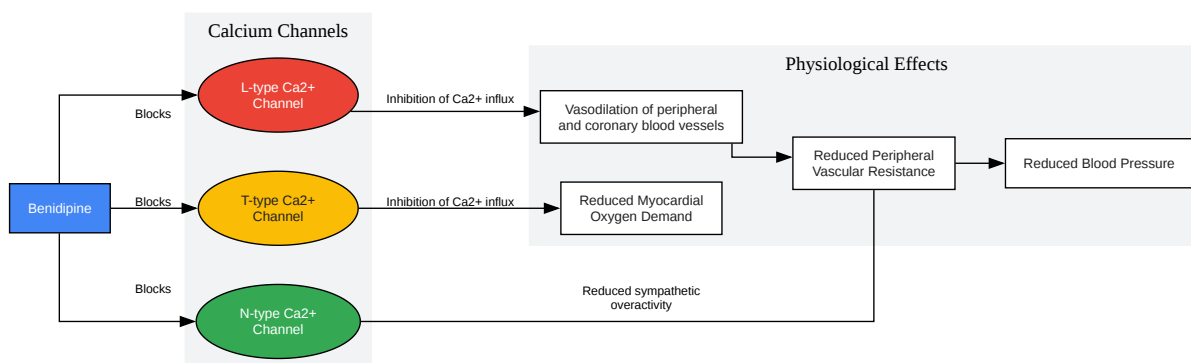 Calcium Channels
Physiological Effects
L-type Ca2+
Channel
Blocks
Inhibition of Ca2+ influx
Vasodilation of peripheral
and coronary blood vessels
Reduced Peripheral
Vascular Resistance
Reduced Blood Pressure
Benidipine
Blocks
T-type Ca2+
Channel
Inhibition of Ca2+ influx
Reduced Myocardial
Oxygen Demand
Blocks
N-type Ca2+
Channel
Reduced sympathetic
overactivity